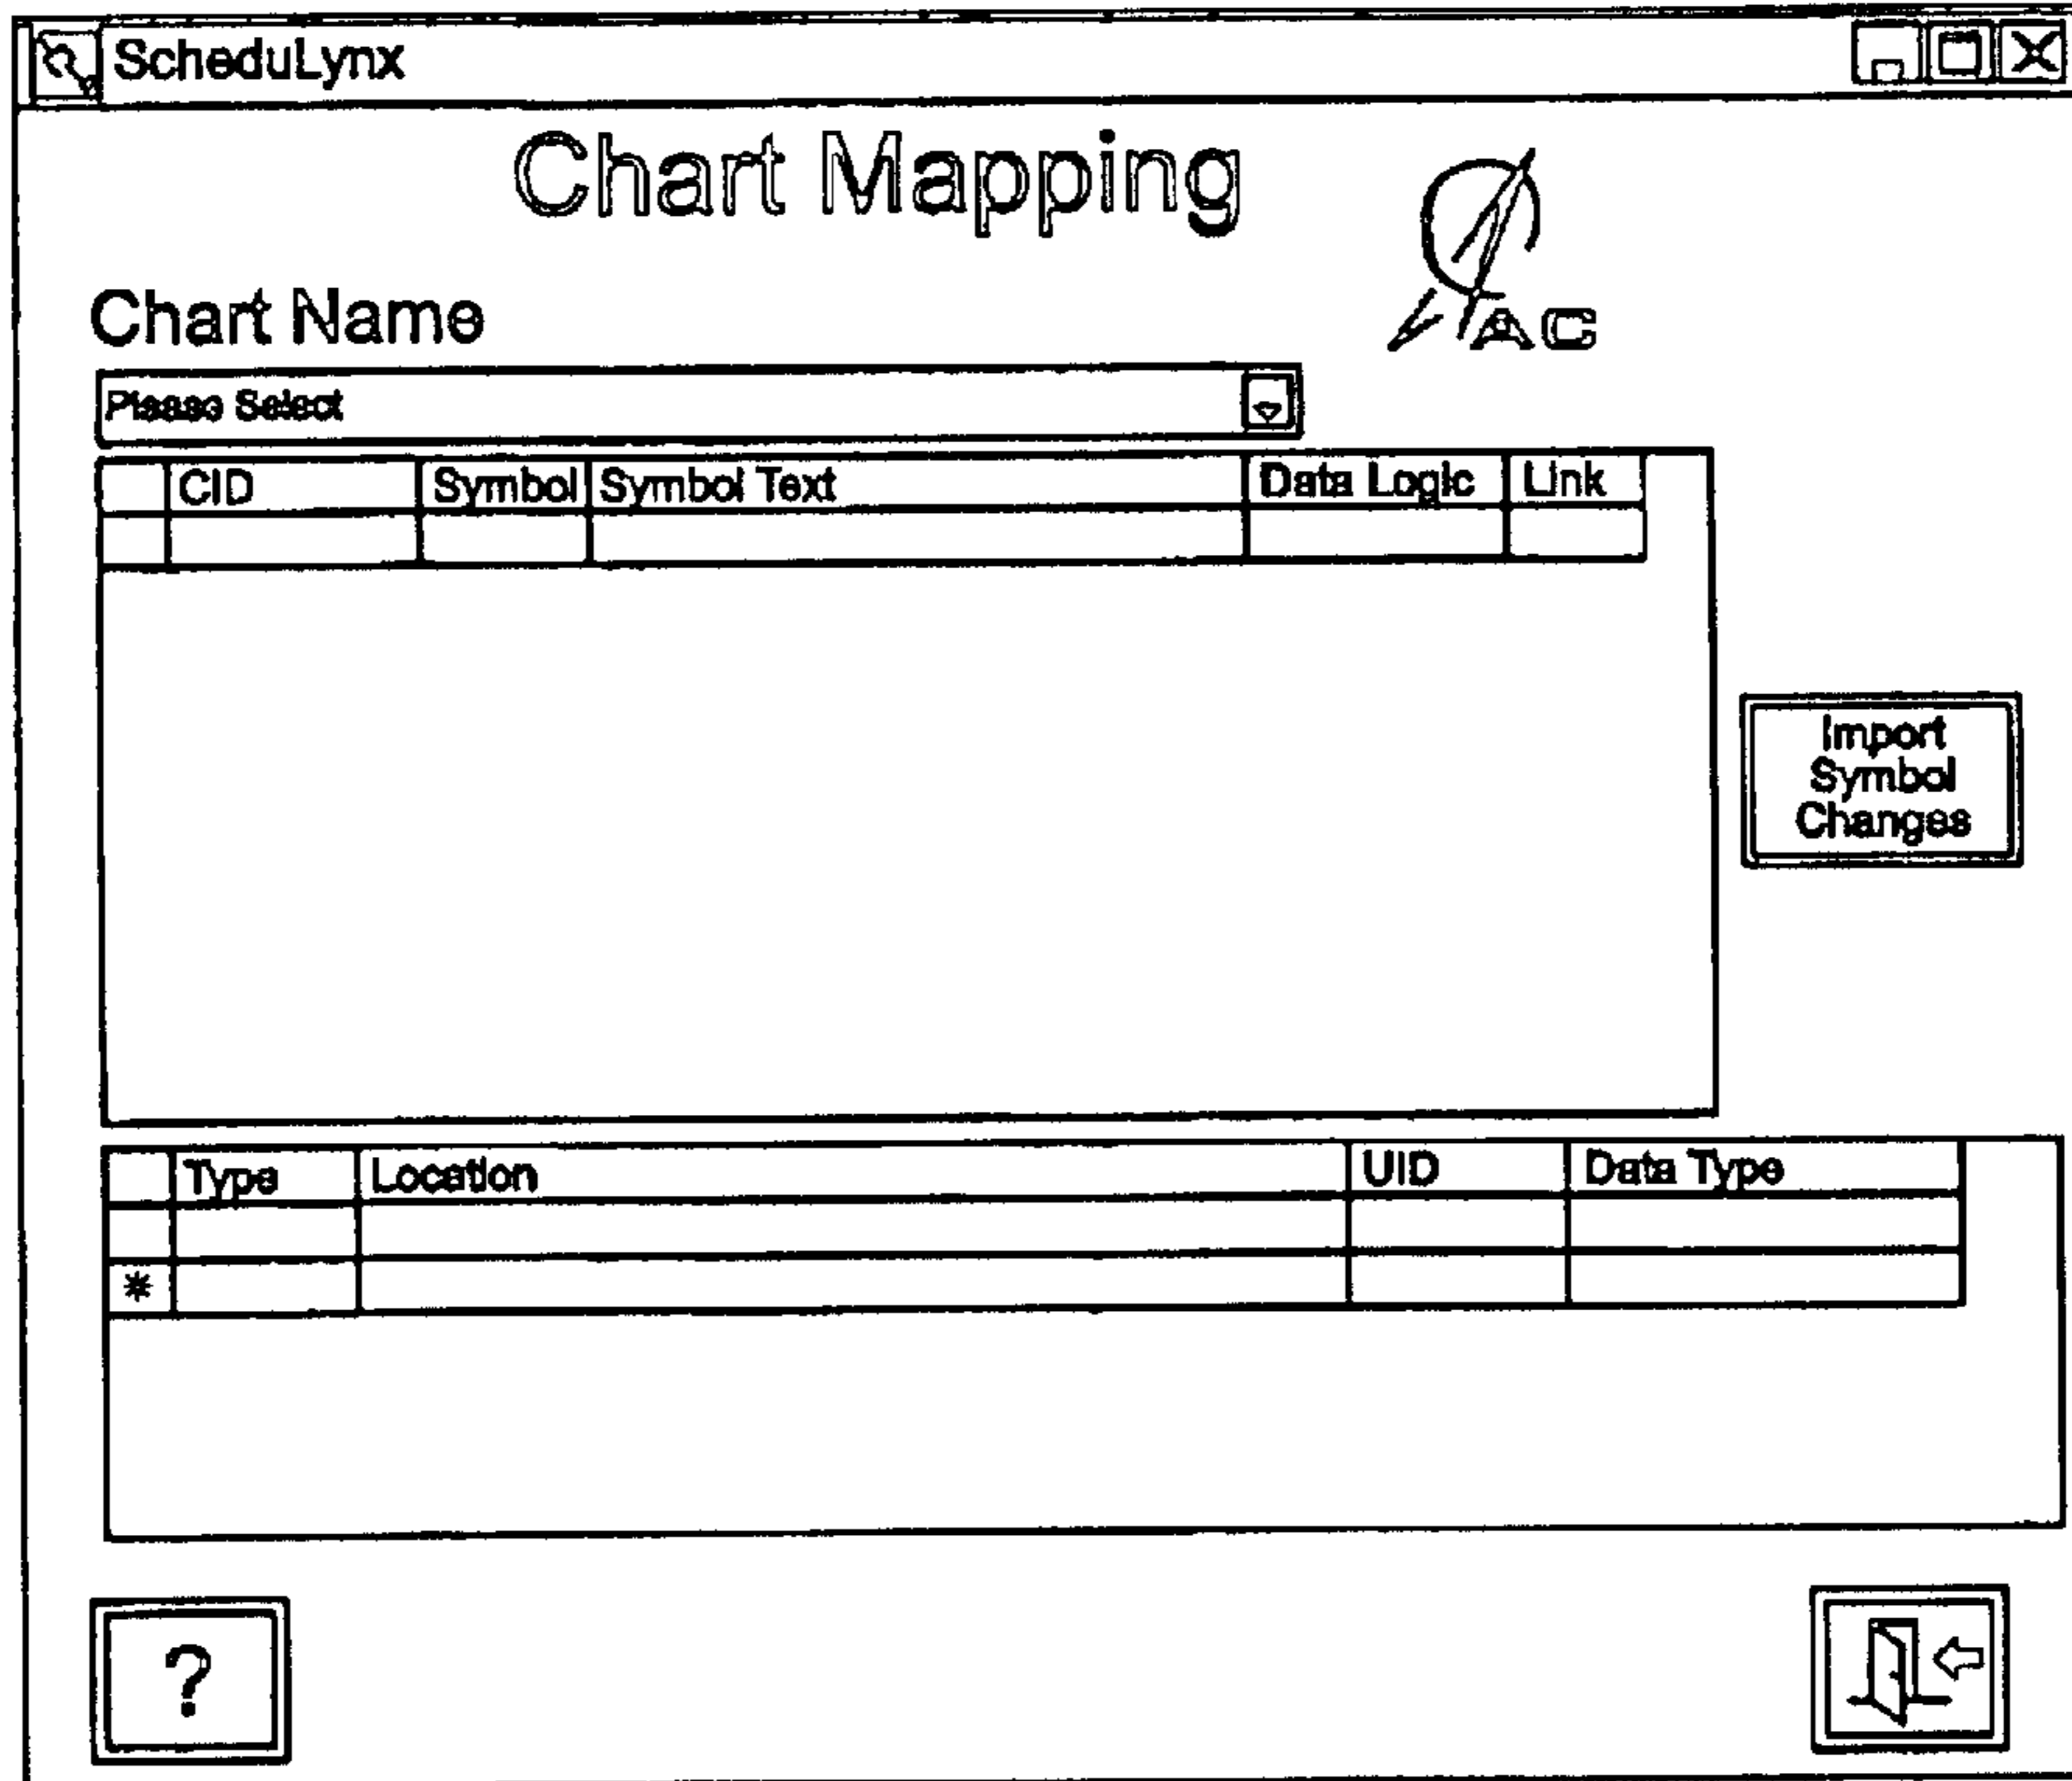 ScheduLynx
Chart Mapping
AC
Chart Name
Please Select
CID Symbol Symbol Text Data Logic Link
Import
Symbol
Changes
Type Location UID Data Type
*
?